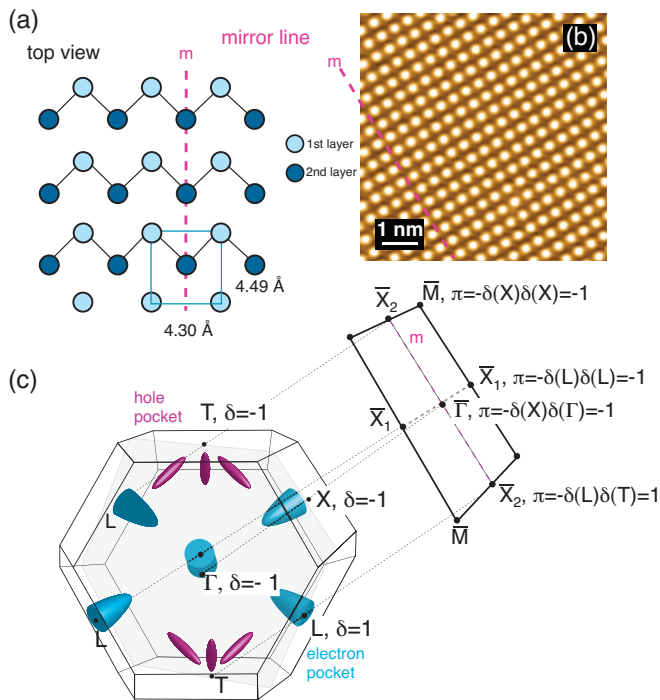 (a)
top view
m
mirror line
1st layer
2nd layer
4.49 Å
4.30 Å
(b)
m
1 nm
(c)
hole
pocket
T, δ=-1
L
X, δ=-1
Γ, δ=- 1
L
L, δ=1
T
electron
pocket
X̅₂
M̅, π=-δ(X)δ(X)=-1
m
X̅₁, π=-δ(L)δ(L)=-1
X̅₁
Γ̅, π=-δ(X)δ(Γ)=-1
X̅₂, π=-δ(L)δ(T)=1
M̅